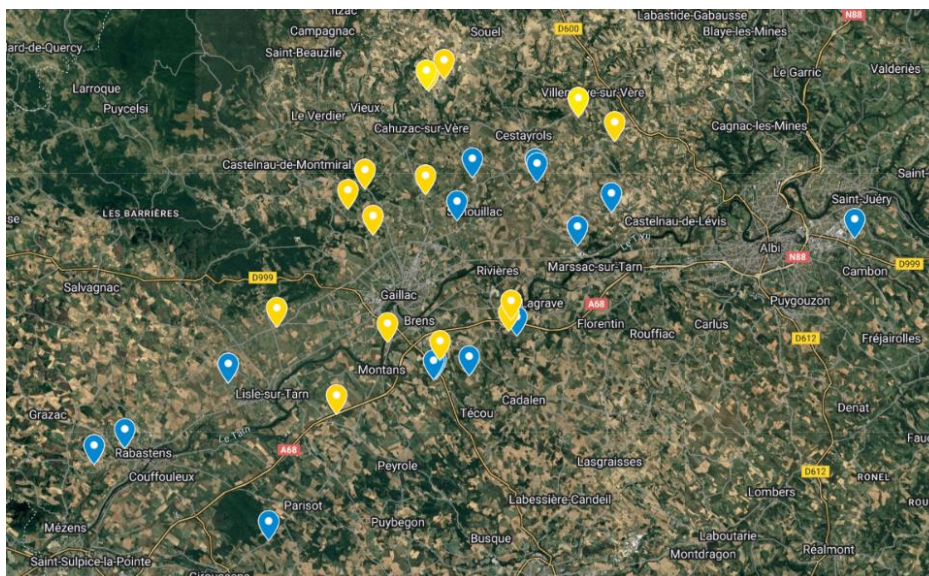 Itzac
Labastide-Gabausse
N88
Campagnac
Souel
D600
Blaye-les-Mines
Saint-Beauzile
Le Garric
Valderiès
Larroque
Puycelsi
Vieux
Le Verdier
Cahuzac-sur-Vère
Cestayrols
Cagnac-les-Mines
Castelnau-de-Montmiral
LES BARRIÈRES
Castelnau-de-Lévis
Saint-Juéry
Le Tarn
Albi
Rivières
Marssac-sur-Tarn
N88
Cambon
D999
D999
Salvagnac
Gaillac
Lagrave
A68
Puygouzon
Brens
Florentin
Rouffiac
Carlus
D612
Fréjairolles
Montans
Lisle-sur-Tarn
Cadalen
Grazac
Técou
Denat
Le Tarn
Rabastens
A68
Couffouleux
Peyrole
Lasgraisses
D612
RONEL
Lombers
Parisot
Labessière-Candeil
Mézens
Puybegon
Busque
Laboutarie
Saint-Sulpice-la-Pointe
Montdragon
Réalmont